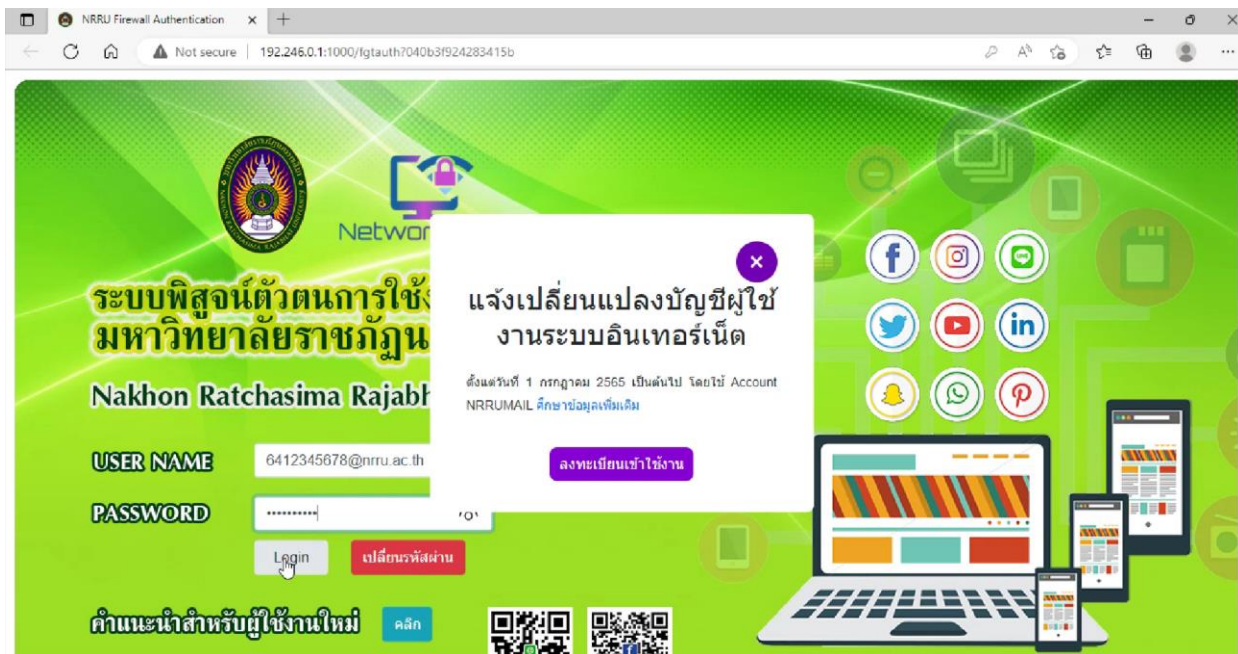 NRRU Firewall Authentication
Not secure
192.246.0.1:1000/fgtauth?040b3f924283415b
Networ
ระบบพิสูจน์ตัวตนการใช้
มหาวิทยาลัยราชภัฏน
Nakhon Ratchasima Rajabh
USER NAME
6412345678@nrru.ac.th
PASSWORD
Login
เปลี่ยนรหัสผ่าน
คำแนะนำสำหรับผู้ใช้งานใหม่
คลิก
แจ้งเปลี่ยนแปลงบัญชีผู้ใช้
งานระบบอินเทอร์เน็ต
ตั้งแต่วันที่ 1 กรกฎาคม 2565 เป็นต้นไป โดยใช้ Account
NRRUMAIL ศึกษาข้อมูลเพิ่มเติม
ลงทะเบียนเข้าใช้งาน